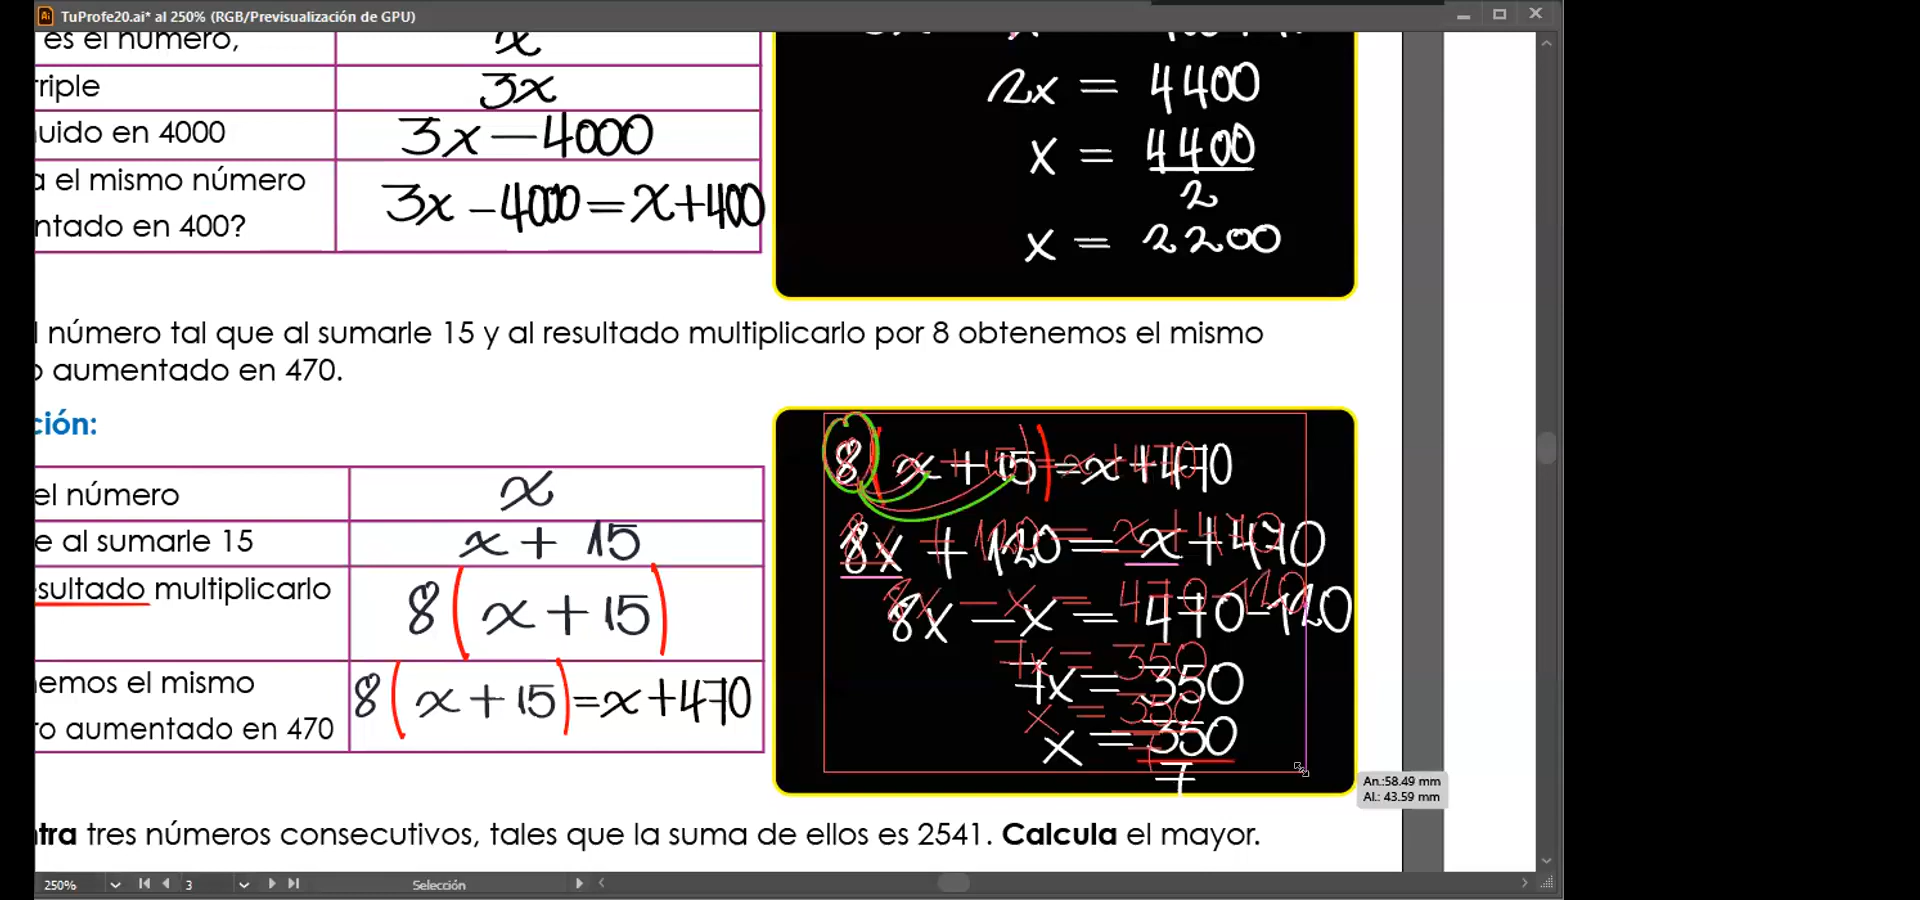 TuProfe20.ai* al 250% (RGB/Previsualización de GPU)
es el número,
x
triple
3x
nuido en 4000
3x - 4000
a el mismo número
ntado en 400?
3x - 4000 = x + 400
2x = 4400
x = 4400
2
x = 2200
l número tal que al sumarle 15 y al resultado multiplicarlo por 8 obtenemos el mismo
o aumentado en 470.
ción:
el número
x
e al sumarle 15
x + 15
sultado multiplicarlo
8(x + 15)
nemos el mismo
ro aumentado en 470
8(x + 15) = x + 470
8(x + 15) = x + 470
8x + 120 = x + 470
8x - x = 470 - 120
7x = 350
x = 350
7
An.: 58.49 mm
Al.: 43.59 mm
ntra tres números consecutivos, tales que la suma de ellos es 2541. Calcula el mayor.
250%
3
Selección